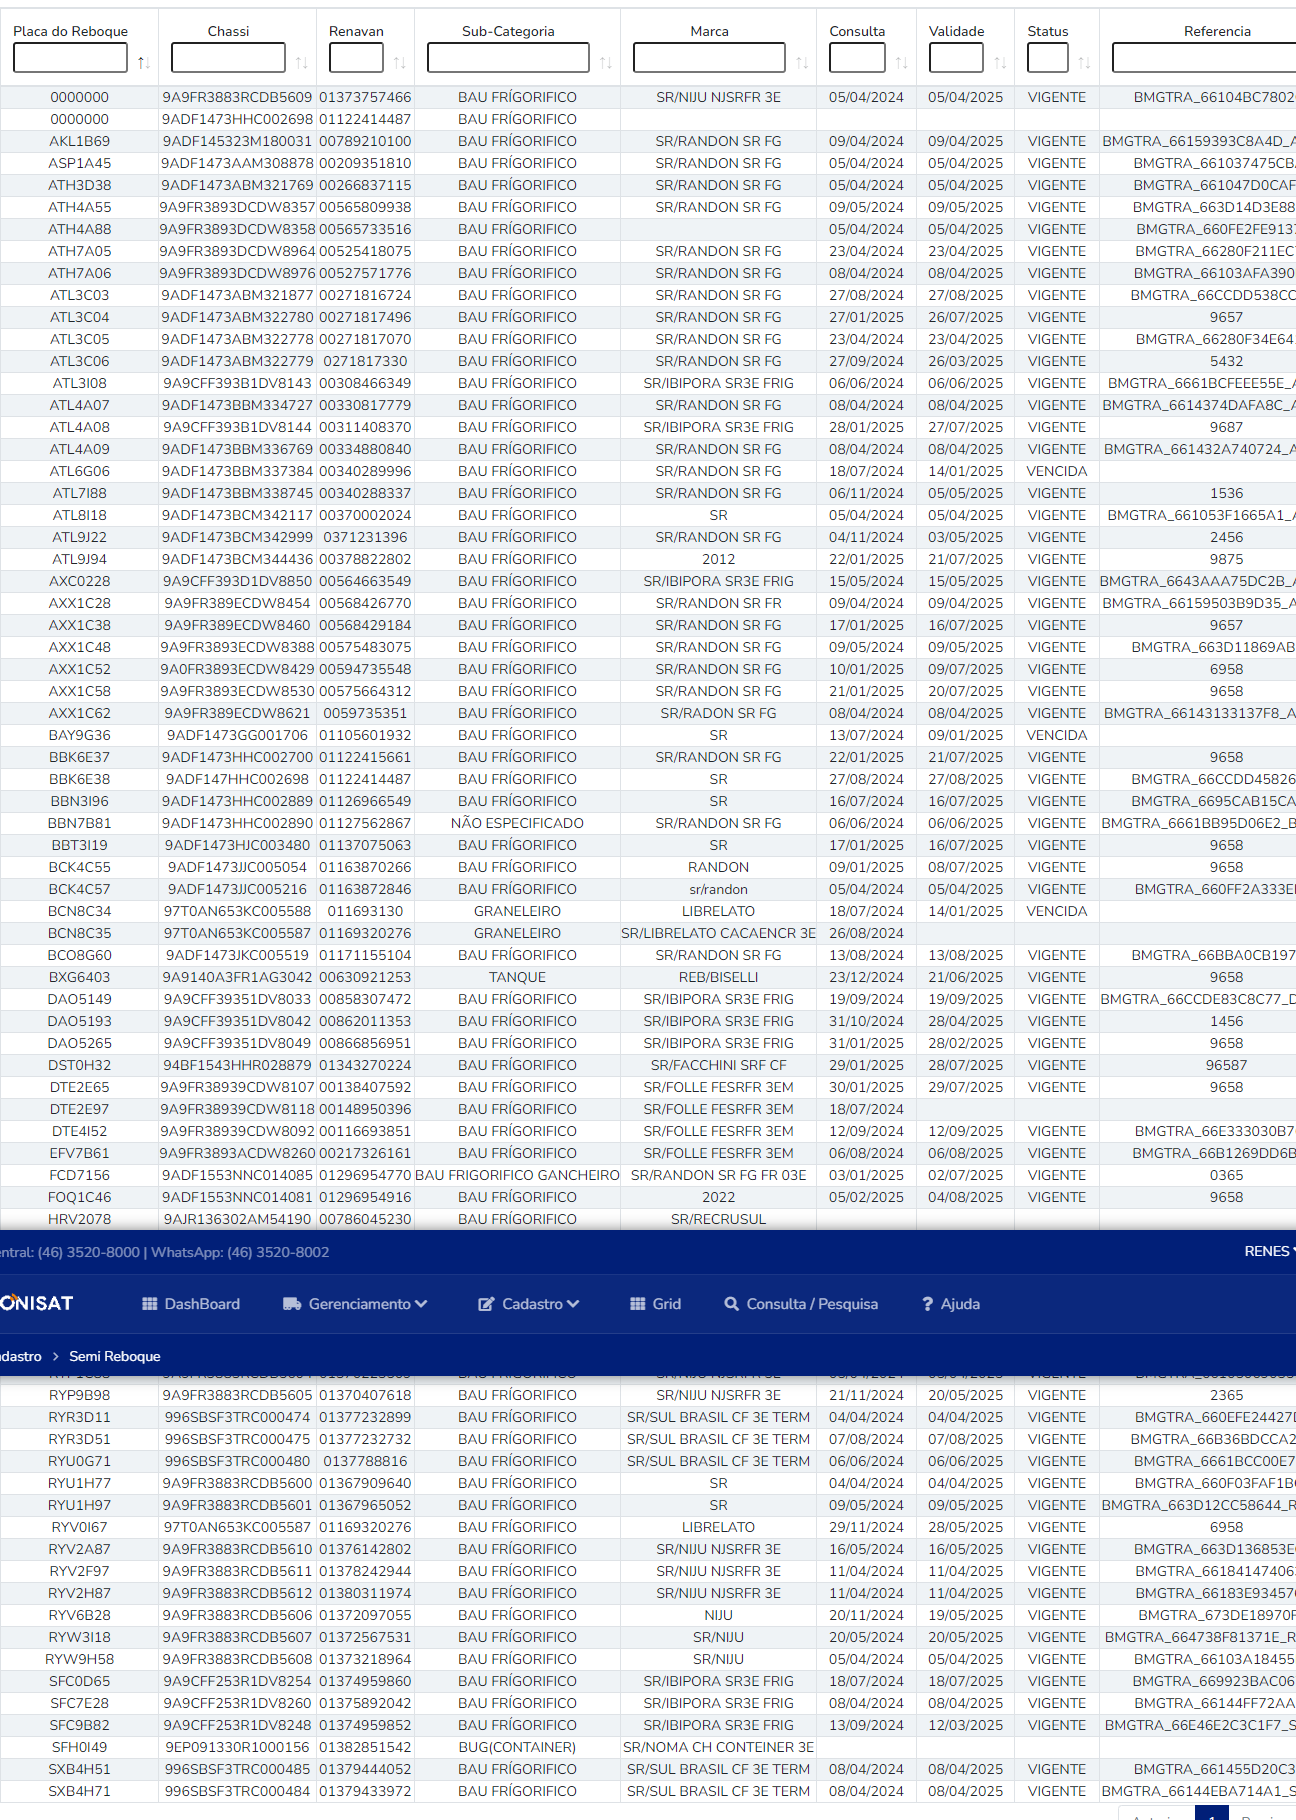 Placa do Reboque Chassi Renavan Sub-Categoria Marca Consulta Validade Status Referencia
0000000 9A9FR3883RCDB5609 01373757466 BAU FRÍGORIFICO SR/NIJU NJSRFR 3E 05/04/2024 05/04/2025 VIGENTE BMGTRA_66104BC7802
0000000 9ADF1473HHC002698 01122414487 BAU FRÍGORIFICO
AKL1B69 9ADF145323M180031 00789210100 BAU FRÍGORIFICO SR/RANDON SR FG 09/04/2024 09/04/2025 VIGENTE BMGTRA_66159393C8A4D_A
ASP1A45 9ADF1473AAM308878 00209351810 BAU FRÍGORIFICO SR/RANDON SR FG 05/04/2024 05/04/2025 VIGENTE BMGTRA_661037475CB
ATH3D38 9ADF1473ABM321769 00266837115 BAU FRÍGORIFICO SR/RANDON SR FG 05/04/2024 05/04/2025 VIGENTE BMGTRA_661047D0CAF
ATH4A55 9A9FR3893DCDW8357 00565809938 BAU FRÍGORIFICO SR/RANDON SR FG 09/05/2024 09/05/2025 VIGENTE BMGTRA_663D14D3E88
ATH4A88 9A9FR3893DCDW8358 00565733516 BAU FRÍGORIFICO 05/04/2024 05/04/2025 VIGENTE BMGTRA_660FE2FE913
ATH7A05 9A9FR3893DCDW8964 00525418075 BAU FRÍGORIFICO SR/RANDON SR FG 23/04/2024 23/04/2025 VIGENTE BMGTRA_66280F211EC
ATH7A06 9A9FR3893DCDW8976 00527571776 BAU FRÍGORIFICO SR/RANDON SR FG 08/04/2024 08/04/2025 VIGENTE BMGTRA_66103AFA390
ATL3C03 9ADF1473ABM321877 00271816724 BAU FRÍGORIFICO SR/RANDON SR FG 27/08/2024 27/08/2025 VIGENTE BMGTRA_66CCDD538CC
ATL3C04 9ADF1473ABM322780 00271817496 BAU FRÍGORIFICO SR/RANDON SR FG 27/01/2025 26/07/2025 VIGENTE 9657
ATL3C05 9ADF1473ABM322778 00271817070 BAU FRÍGORIFICO SR/RANDON SR FG 23/04/2024 23/04/2025 VIGENTE BMGTRA_66280F34E64
ATL3C06 9ADF1473ABM322779 0271817330 BAU FRÍGORIFICO SR/RANDON SR FG 27/09/2024 26/03/2025 VIGENTE 5432
ATL3I08 9A9CFF393B1DV8143 00308466349 BAU FRÍGORIFICO SR/IBIPORA SR3E FRIG 06/06/2024 06/06/2025 VIGENTE BMGTRA_6661BCFEEE55E_A
ATL4A07 9ADF1473BBM334727 00330817779 BAU FRÍGORIFICO SR/RANDON SR FG 08/04/2024 08/04/2025 VIGENTE BMGTRA_6614374DAFA8C_A
ATL4A08 9A9CFF393B1DV8144 00311408370 BAU FRÍGORIFICO SR/IBIPORA SR3E FRIG 28/01/2025 27/07/2025 VIGENTE 9687
ATL4A09 9ADF1473BBM336769 00334880840 BAU FRÍGORIFICO SR/RANDON SR FG 08/04/2024 08/04/2025 VIGENTE BMGTRA_661432A740724_A
ATL6G06 9ADF1473BBM337384 00340289996 BAU FRÍGORIFICO SR/RANDON SR FG 18/07/2024 14/01/2025 VENCIDA
ATL7I88 9ADF1473BBM338745 00340288337 BAU FRÍGORIFICO SR/RANDON SR FG 06/11/2024 05/05/2025 VIGENTE 1536
ATL8I18 9ADF1473BCM342117 00370002024 BAU FRÍGORIFICO SR 05/04/2024 05/04/2025 VIGENTE BMGTRA_661053F1665A1_A
ATL9J22 9ADF1473BCM342999 0371231396 BAU FRÍGORIFICO SR/RANDON SR FG 04/11/2024 03/05/2025 VIGENTE 2456
ATL9J94 9ADF1473BCM344436 00378822802 BAU FRÍGORIFICO 2012 22/01/2025 21/07/2025 VIGENTE 9875
AXC0228 9A9CFF393D1DV8850 00564663549 BAU FRÍGORIFICO SR/IBIPORA SR3E FRIG 15/05/2024 15/05/2025 VIGENTE BMGTRA_6643AAA75DC2B_A
AXX1C28 9A9FR389ECDW8454 00568426770 BAU FRÍGORIFICO SR/RANDON SR FR 09/04/2024 09/04/2025 VIGENTE BMGTRA_66159503B9D35_A
AXX1C38 9A9FR389ECDW8460 00568429184 BAU FRÍGORIFICO SR/RANDON SR FG 17/01/2025 16/07/2025 VIGENTE 9657
AXX1C48 9A9FR3893ECDW8388 00575483075 BAU FRÍGORIFICO SR/RANDON SR FG 09/05/2024 09/05/2025 VIGENTE BMGTRA_663D11869AB
AXX1C52 9A0FR3893ECDW8429 00594735548 BAU FRÍGORIFICO SR/RANDON SR FG 10/01/2025 09/07/2025 VIGENTE 6958
AXX1C58 9A9FR3893ECDW8530 00575664312 BAU FRÍGORIFICO SR/RANDON SR FG 21/01/2025 20/07/2025 VIGENTE 9658
AXX1C62 9A9FR389ECDW8621 0059735351 BAU FRÍGORIFICO SR/RADON SR FG 08/04/2024 08/04/2025 VIGENTE BMGTRA_66143133137F8_A
BAY9G36 9ADF1473GG001706 01105601932 BAU FRÍGORIFICO SR 13/07/2024 09/01/2025 VENCIDA
BBK6E37 9ADF1473HHC002700 01122415661 BAU FRÍGORIFICO SR/RANDON SR FG 22/01/2025 21/07/2025 VIGENTE 9658
BBK6E38 9ADF147HHC002698 01122414487 BAU FRÍGORIFICO SR 27/08/2024 27/08/2025 VIGENTE BMGTRA_66CCDD45826
BBN3I96 9ADF1473HHC002889 01126966549 BAU FRÍGORIFICO SR 16/07/2024 16/07/2025 VIGENTE BMGTRA_6695CAB15CA
BBN7B81 9ADF1473HHC002890 01127562867 NÃO ESPECIFICADO SR/RANDON SR FG 06/06/2024 06/06/2025 VIGENTE BMGTRA_6661BB95D06E2_B
BBT3I19 9ADF1473HJC003480 01137075063 BAU FRÍGORIFICO SR 17/01/2025 16/07/2025 VIGENTE 9658
BCK4C55 9ADF1473JJC005054 01163870266 BAU FRÍGORIFICO RANDON 09/01/2025 08/07/2025 VIGENTE 9658
BCK4C57 9ADF1473JJC005216 01163872846 BAU FRÍGORIFICO sr/randon 05/04/2024 05/04/2025 VIGENTE BMGTRA_660FF2A333E
BCN8C34 97T0AN653KC005588 011693130 GRANELEIRO LIBRELATO 18/07/2024 14/01/2025 VENCIDA
BCN8C35 97T0AN653KC005587 01169320276 GRANELEIRO SR/LIBRELATO CACAENCR 3E 26/08/2024
BCO8G60 9ADF1473JKC005519 01171155104 BAU FRÍGORIFICO SR/RANDON SR FG 13/08/2024 13/08/2025 VIGENTE BMGTRA_66BBA0CB197
BXG6403 9A9140A3FR1AG3042 00630921253 TANQUE REB/BISELLI 23/12/2024 21/06/2025 VIGENTE 9658
DAO5149 9A9CFF39351DV8033 00858307472 BAU FRÍGORIFICO SR/IBIPORA SR3E FRIG 19/09/2024 19/09/2025 VIGENTE BMGTRA_66CCDE83C8C77_D
DAO5193 9A9CFF39351DV8042 00862011353 BAU FRÍGORIFICO SR/IBIPORA SR3E FRIG 31/10/2024 28/04/2025 VIGENTE 1456
DAO5265 9A9CFF39351DV8049 00866856951 BAU FRÍGORIFICO SR/IBIPORA SR3E FRIG 31/01/2025 28/02/2025 VIGENTE 9658
DST0H32 94BF1543HHR028879 01343270224 BAU FRÍGORIFICO SR/FACCHINI SRF CF 29/01/2025 28/07/2025 VIGENTE 96587
DTE2E65 9A9FR38939CDW8107 00138407592 BAU FRÍGORIFICO SR/FOLLE FESRFR 3EM 30/01/2025 29/07/2025 VIGENTE 9658
DTE2E97 9A9FR38939CDW8118 00148950396 BAU FRÍGORIFICO SR/FOLLE FESRFR 3EM 18/07/2024
DTE4I52 9A9FR38939CDW8092 00116693851 BAU FRÍGORIFICO SR/FOLLE FESRFR 3EM 12/09/2024 12/09/2025 VIGENTE BMGTRA_66E333030B7
EFV7B61 9A9FR3893ACDW8260 00217326161 BAU FRÍGORIFICO SR/FOLLE FESRFR 3EM 06/08/2024 06/08/2025 VIGENTE BMGTRA_66B1269DD6B
FCD7156 9ADF1553NNC014085 01296954770 BAU FRIGORIFICO GANCHEIRO SR/RANDON SR FG FR 03E 03/01/2025 02/07/2025 VIGENTE 0365
FOQ1C46 9ADF1553NNC014081 01296954916 BAU FRÍGORIFICO 2022 05/02/2025 04/08/2025 VIGENTE 9658
HRV2078 9AJR136302AM54190 00786045230 BAU FRÍGORIFICO SR/RECRUSUL
entral: (46) 3520-8000 | WhatsApp: (46) 3520-8002 RENES
ONISAT DashBoard Gerenciamento Cadastro Grid Consulta / Pesquisa Ajuda
adastro > Semi Reboque
RYP9B98 9A9FR3883RCDB5605 01370407618 BAU FRÍGORIFICO SR/NIJU NJSRFR 3E 21/11/2024 20/05/2025 VIGENTE 2365
RYR3D11 996SBSF3TRC000474 01377232899 BAU FRÍGORIFICO SR/SUL BRASIL CF 3E TERM 04/04/2024 04/04/2025 VIGENTE BMGTRA_660EFE24427
RYR3D51 996SBSF3TRC000475 01377232732 BAU FRÍGORIFICO SR/SUL BRASIL CF 3E TERM 07/08/2024 07/08/2025 VIGENTE BMGTRA_66B36BDCCA2
RYU0G71 996SBSF3TRC000480 0137788816 BAU FRÍGORIFICO SR/SUL BRASIL CF 3E TERM 06/06/2024 06/06/2025 VIGENTE BMGTRA_6661BCC00E7
RYU1H77 9A9FR3883RCDB5600 01367909640 BAU FRÍGORIFICO SR 04/04/2024 04/04/2025 VIGENTE BMGTRA_660F03FAF1B
RYU1H97 9A9FR3883RCDB5601 01367965052 BAU FRÍGORIFICO SR 09/05/2024 09/05/2025 VIGENTE BMGTRA_663D12CC58644_R
RYV0I67 97T0AN653KC005587 01169320276 BAU FRÍGORIFICO LIBRELATO 29/11/2024 28/05/2025 VIGENTE 6958
RYV2A87 9A9FR3883RCDB5610 01376142802 BAU FRÍGORIFICO SR/NIJU NJSRFR 3E 16/05/2024 16/05/2025 VIGENTE BMGTRA_663D136853E
RYV2F97 9A9FR3883RCDB5611 01378242944 BAU FRÍGORIFICO SR/NIJU NJSRFR 3E 11/04/2024 11/04/2025 VIGENTE BMGTRA_66184147406
RYV2H87 9A9FR3883RCDB5612 01380311974 BAU FRÍGORIFICO SR/NIJU NJSRFR 3E 11/04/2024 11/04/2025 VIGENTE BMGTRA_66183E93457
RYV6B28 9A9FR3883RCDB5606 01372097055 BAU FRÍGORIFICO NIJU 20/11/2024 19/05/2025 VIGENTE BMGTRA_673DE18970F
RYW3I18 9A9FR3883RCDB5607 01372567531 BAU FRÍGORIFICO SR/NIJU 20/05/2024 20/05/2025 VIGENTE BMGTRA_664738F81371E_R
RYW9H58 9A9FR3883RCDB5608 01373218964 BAU FRÍGORIFICO SR/NIJU 05/04/2024 05/04/2025 VIGENTE BMGTRA_66103A18455
SFC0D65 9A9CFF253R1DV8254 01374959860 BAU FRÍGORIFICO SR/IBIPORA SR3E FRIG 18/07/2024 18/07/2025 VIGENTE BMGTRA_669923BAC06
SFC7E28 9A9CFF253R1DV8260 01375892042 BAU FRÍGORIFICO SR/IBIPORA SR3E FRIG 08/04/2024 08/04/2025 VIGENTE BMGTRA_66144FF72AA
SFC9B82 9A9CFF253R1DV8248 01374959852 BAU FRÍGORIFICO SR/IBIPORA SR3E FRIG 13/09/2024 12/03/2025 VIGENTE BMGTRA_66E46E2C3C1F7_S
SFH0I49 9EP091330R1000156 01382851542 BUG(CONTAINER) SR/NOMA CH CONTEINER 3E
SXB4H51 996SBSF3TRC000485 01379444052 BAU FRÍGORIFICO SR/SUL BRASIL CF 3E TERM 08/04/2024 08/04/2025 VIGENTE BMGTRA_661455D20C3
SXB4H71 996SBSF3TRC000484 01379433972 BAU FRÍGORIFICO SR/SUL BRASIL CF 3E TERM 08/04/2024 08/04/2025 VIGENTE BMGTRA_66144EBA714A1_S